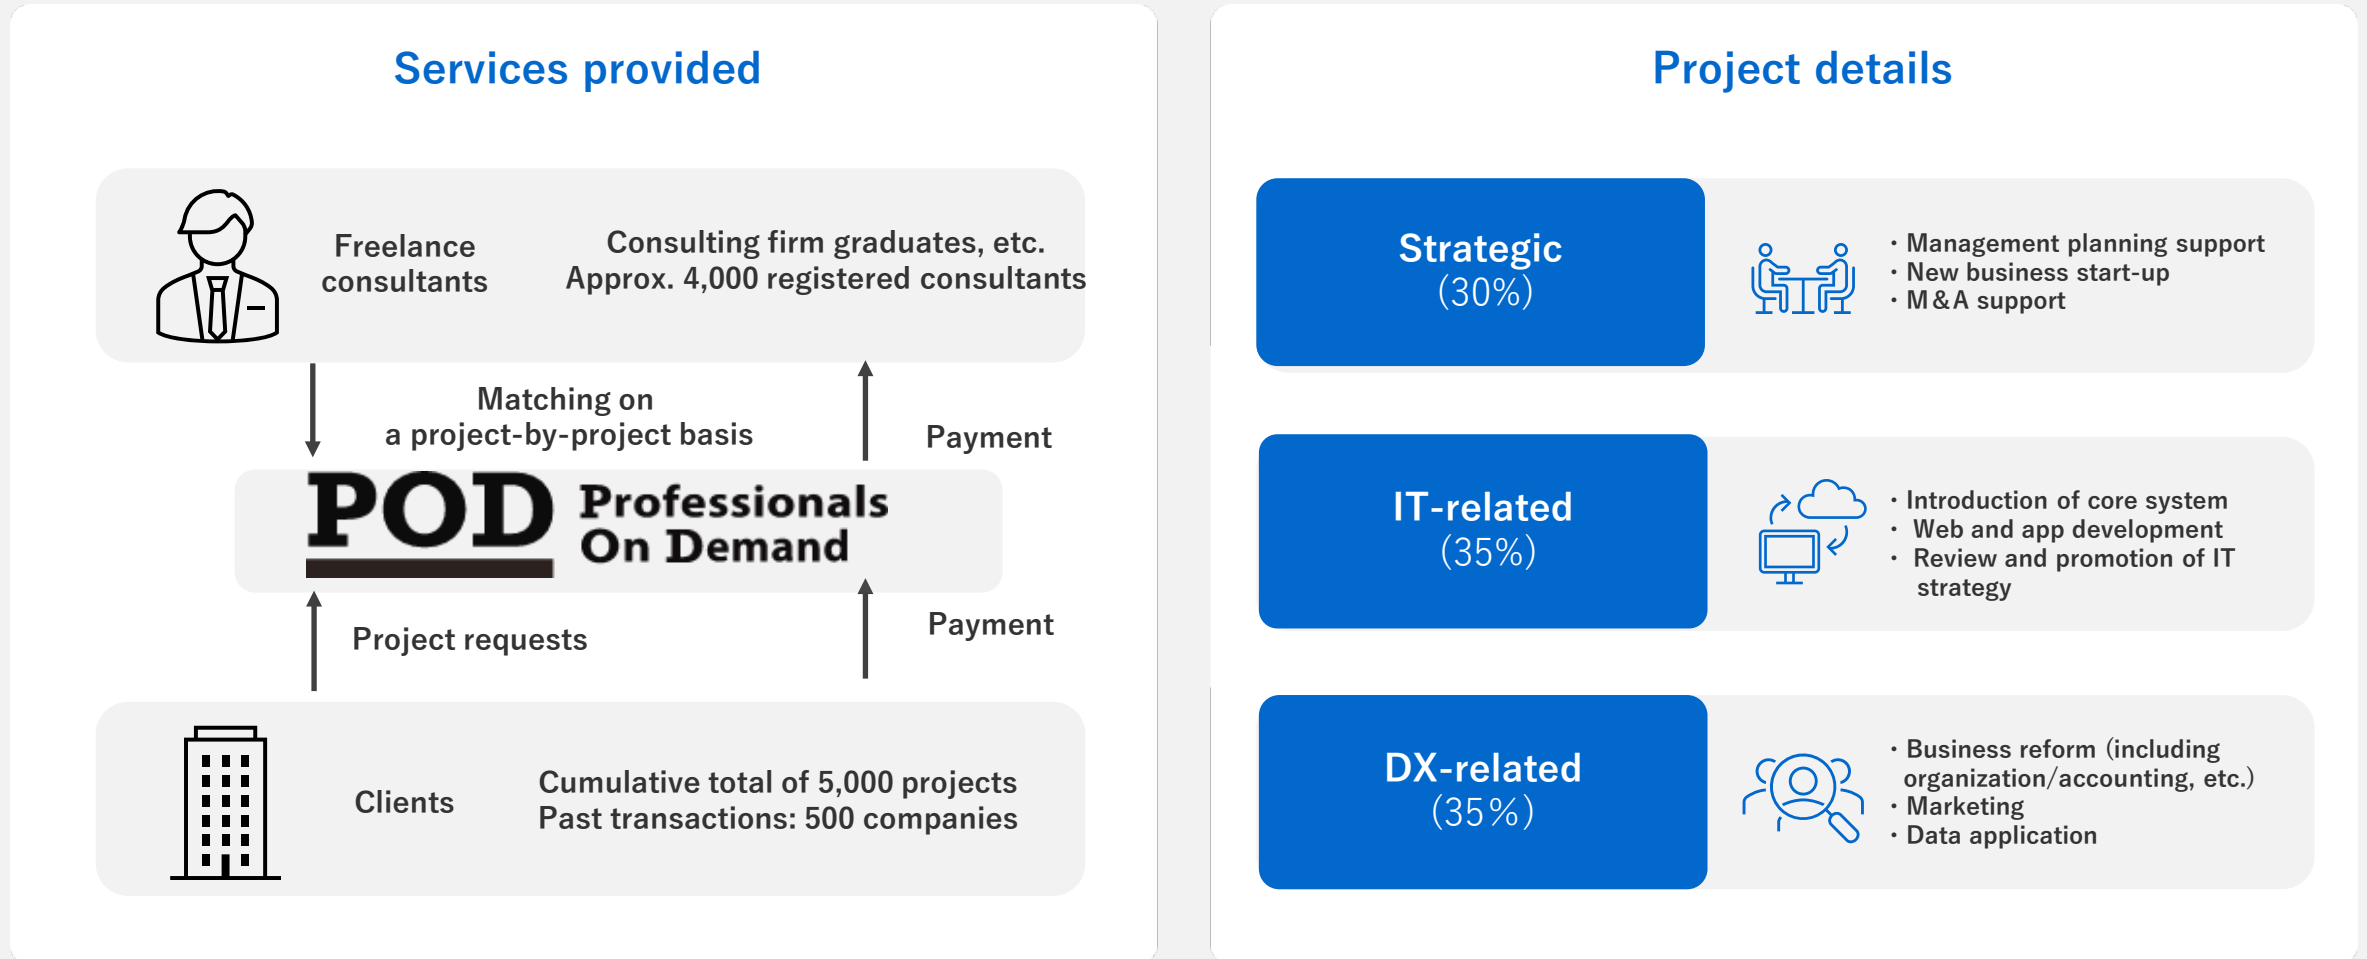 Services provided
Freelance
consultants
Consulting firm graduates, etc.
Approx. 4,000 registered consultants
Matching on
a project-by-project basis
Payment
POD Professionals
On Demand
Project requests
Payment
Clients
Cumulative total of 5,000 projects
Past transactions: 500 companies
Project details
Strategic
(30%)
・Management planning support
・New business start-up
・M&A support
IT-related
(35%)
・Introduction of core system
・ Web and app development
・ Review and promotion of IT
strategy
DX-related
(35%)
・Business reform (including
organization/accounting, etc.)
・Marketing
・Data application